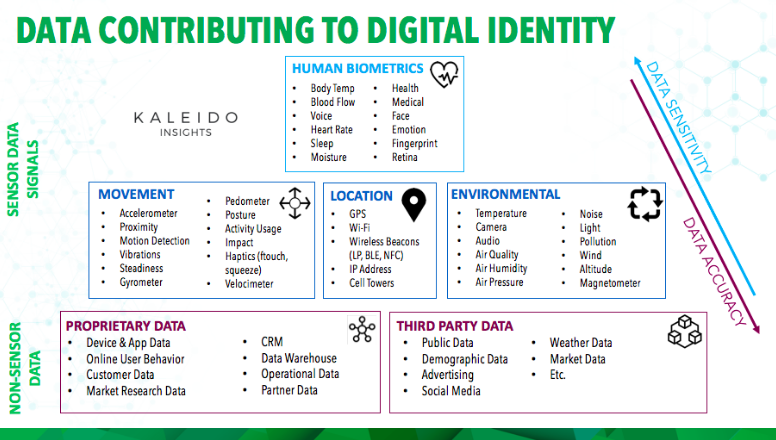 DATA CONTRIBUTING TO DIGITAL IDENTITY
KALEIDO
INSIGHTS
SENSOR DATA
SIGNALS
HUMAN BIOMETRICS
• Body Temp
• Blood Flow
• Voice
• Heart Rate
• Sleep
• Moisture
• Health
• Medical
• Face
• Emotion
• Fingerprint
• Retina
DATA SENSITIVITY
DATA ACCURACY
MOVEMENT
• Accelerometer
• Proximity
• Motion Detection
• Vibrations
• Steadiness
• Gyrometer
• Pedometer
• Posture
• Activity Usage
• Impact
• Haptics (ftouch,
squeeze)
• Velocimeter
LOCATION
• GPS
• Wi-Fi
• Wireless Beacons
(LP, BLE, NFC)
• IP Address
• Cell Towers
ENVIRONMENTAL
• Temperature
• Camera
• Audio
• Air Quality
• Air Humidity
• Air Pressure
• Noise
• Light
• Pollution
• Wind
• Altitude
• Magnetometer
NON-SENSOR
DATA
PROPRIETARY DATA
• Device & App Data
• Online User Behavior
• Customer Data
• Market Research Data
• CRM
• Data Warehouse
• Operational Data
• Partner Data
THIRD PARTY DATA
• Public Data
• Demographic Data
• Advertising
• Social Media
• Weather Data
• Market Data
• Etc.